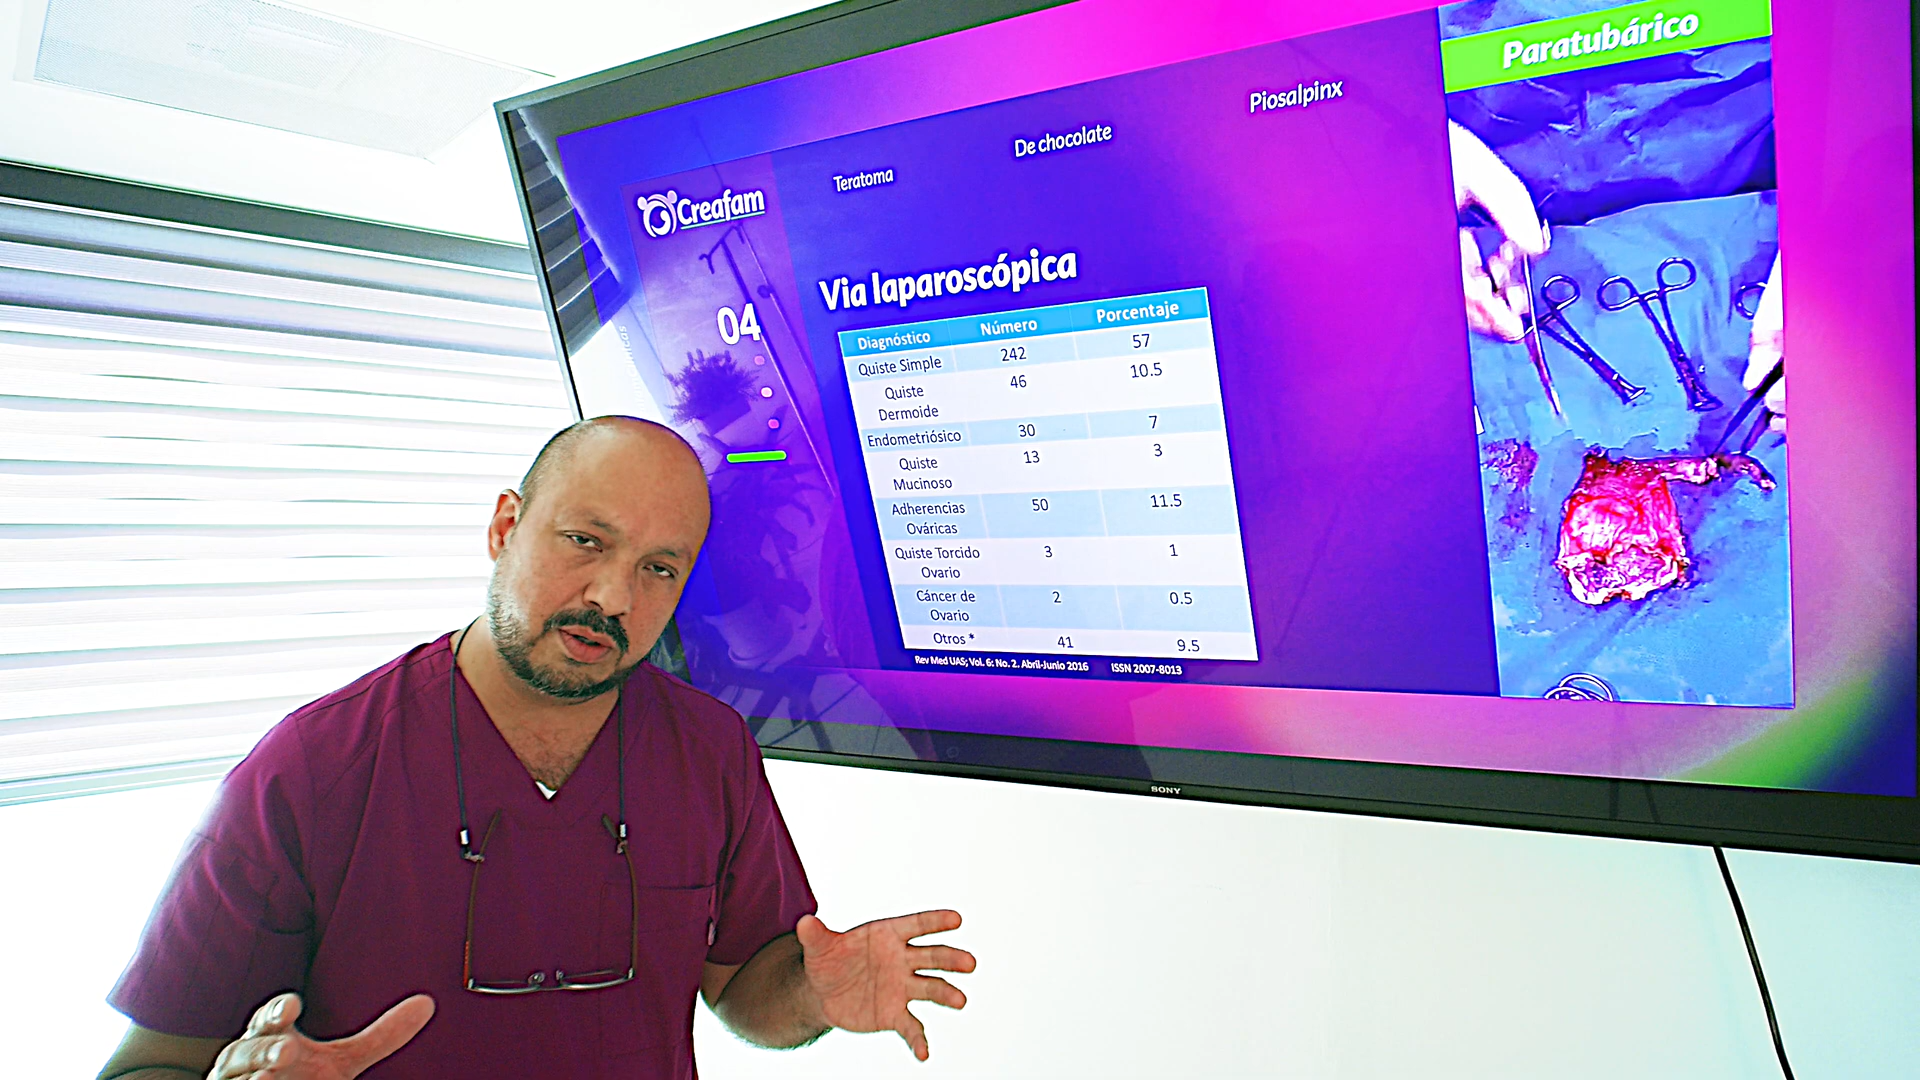 Paratubárico
Piosalpinx
De chocolate
Teratoma
Creafam
04
Via laparoscópica
Diagnóstico Número Porcentaje
Quiste Simple 242 57
Quiste Dermoide 46 10.5
Endometriósico 30 7
Quiste Mucinoso 13 3
Adherencias Ováricas 50 11.5
Quiste Torcido Ovario 3 1
Cáncer de Ovario 2 0.5
Otros * 41 9.5
Rev Med UAS; Vol. 6: No. 2. Abril-Junio 2016 ISSN 2007-8013
SONY